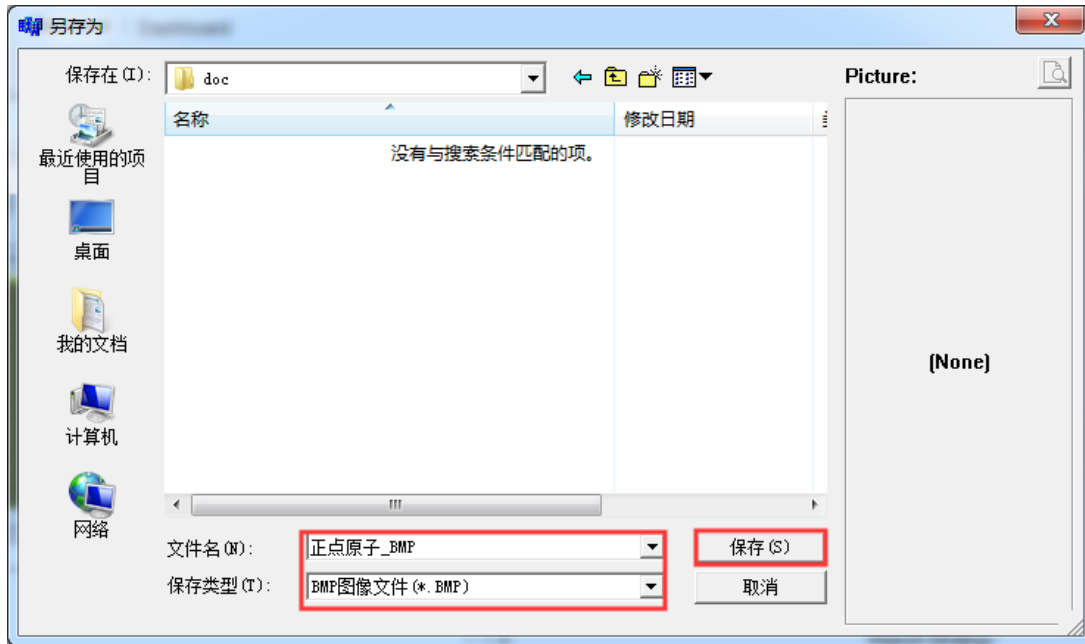 另存为
保存在(I):
doc
Picture:
名称
修改日期
没有与搜索条件匹配的项。
最近使用的项
目
桌面
我的文档
(None)
计算机
网络
文件名(N):
正点原子_BMP
保存(S)
保存类型(T):
BMP图像文件(*.BMP)
取消